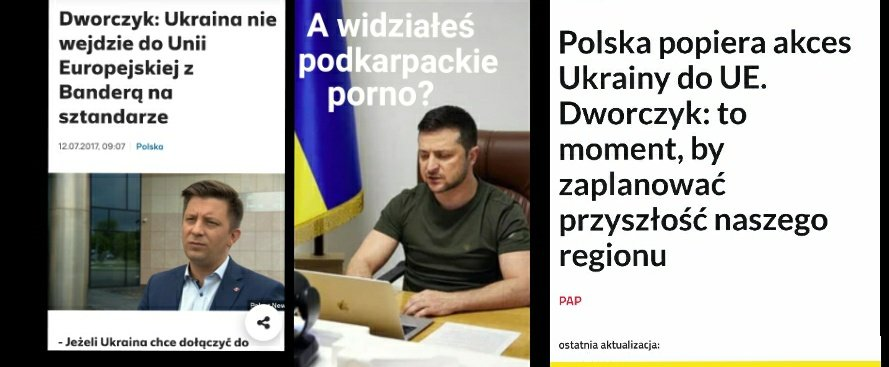 Dworczyk: Ukraina nie
wejdzie do Unii
Europejskiej z
Banderą na
sztandarze
12.07.2017, 09:07 | Polska
- Jeżeli Ukraina chce dołączyć do
A widziałeś
podkarpackie
porno?
Polska popiera akces
Ukrainy do UE.
Dworczyk: to
moment, by
zaplanować
przyszłość naszego
regionu
PAP
ostatnia aktualizacja: